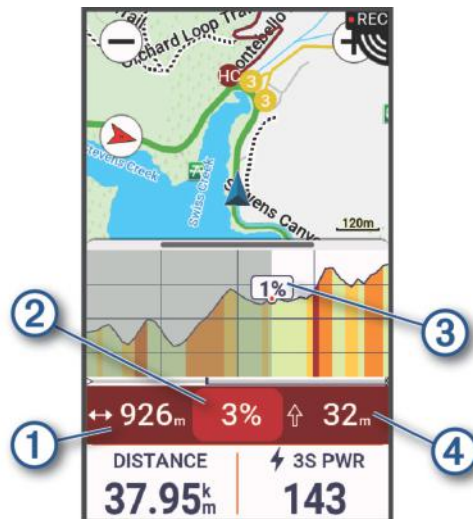 REC
Orchard Loop Trail
Montebello
HC
3
3
Stevens Creek
Swiss Creek
Stevens Canyo
120m
1%
2
3
926m
3%
32m
1
4
DISTANCE
3S PWR
37.95km
143